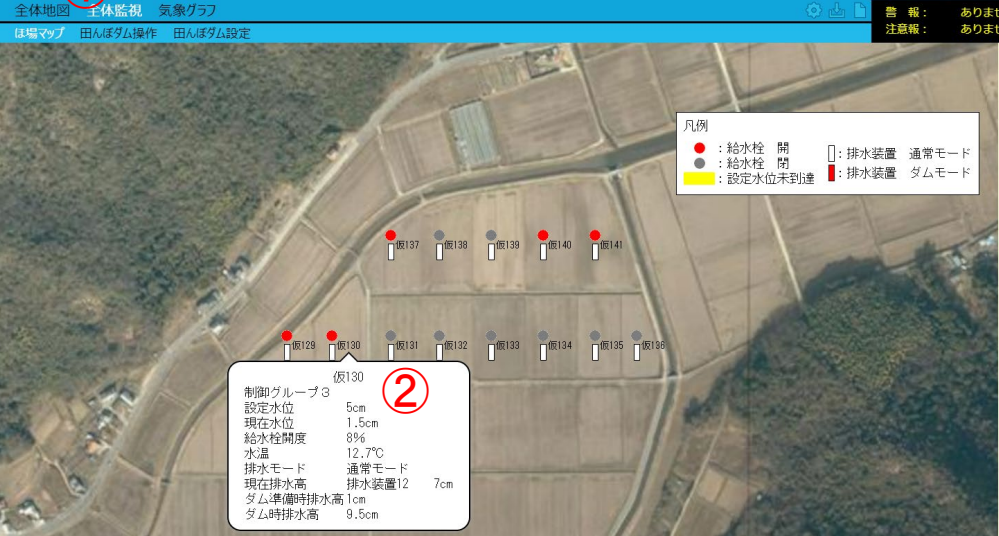 全体地図 全体監視 気象グラフ
警 報： ありませ
ほ場マップ 田んぼダム操作 田んぼダム設定
注意報： ありませ
凡例
：給水栓 開
：給水栓 閉
：設定水位未到達
：排水装置 通常モード
：排水装置 ダムモード
仮137 仮138 仮139 仮140 仮141
仮129 仮130 仮131 仮132 仮133 仮134 仮135 仮136
仮130
②
制御グループ３
設定水位 5cm
現在水位 1.5cm
給水栓開度 8%
水温 12.7℃
排水モード 通常モード
現在排水高 排水装置12 7cm
ダム準備時排水高1cm
ダム時排水高 9.5cm